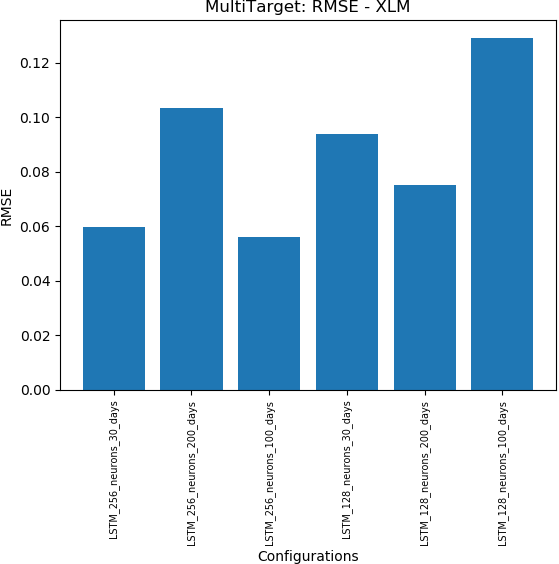 MultiTarget: RMSE - XLM
RMSE
0.12
0.10
0.08
0.06
0.04
0.02
0.00
LSTM_256_neurons_30_days
LSTM_256_neurons_200_days
LSTM_256_neurons_100_days
LSTM_128_neurons_30_days
LSTM_128_neurons_200_days
LSTM_128_neurons_100_days
Configurations